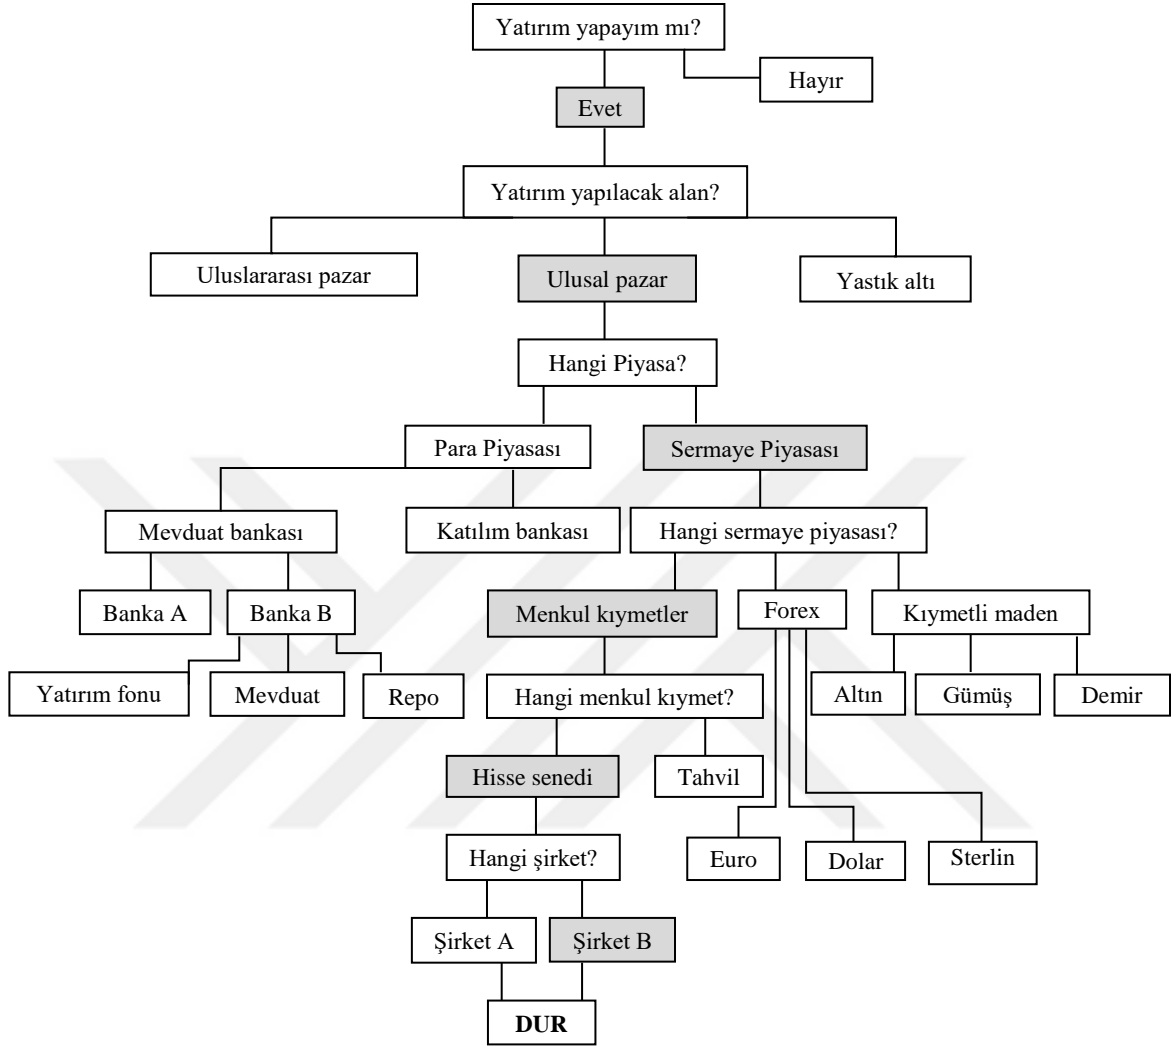 Yatırım yapayım mı?
Hayır
Evet
Yatırım yapılacak alan?
Uluslararası pazar
Ulusal pazar
Yastık altı
Hangi Piyasa?
Para Piyasası
Sermaye Piyasası
Mevduat bankası
Katılım bankası
Hangi sermaye piyasası?
Banka A
Banka B
Menkul kıymetler
Forex
Kıymetli maden
Yatırım fonu
Mevduat
Repo
Hangi menkul kıymet?
Altın
Gümüş
Demir
Hisse senedi
Tahvil
Hangi şirket?
Euro
Dolar
Sterlin
Şirket A
Şirket B
DUR